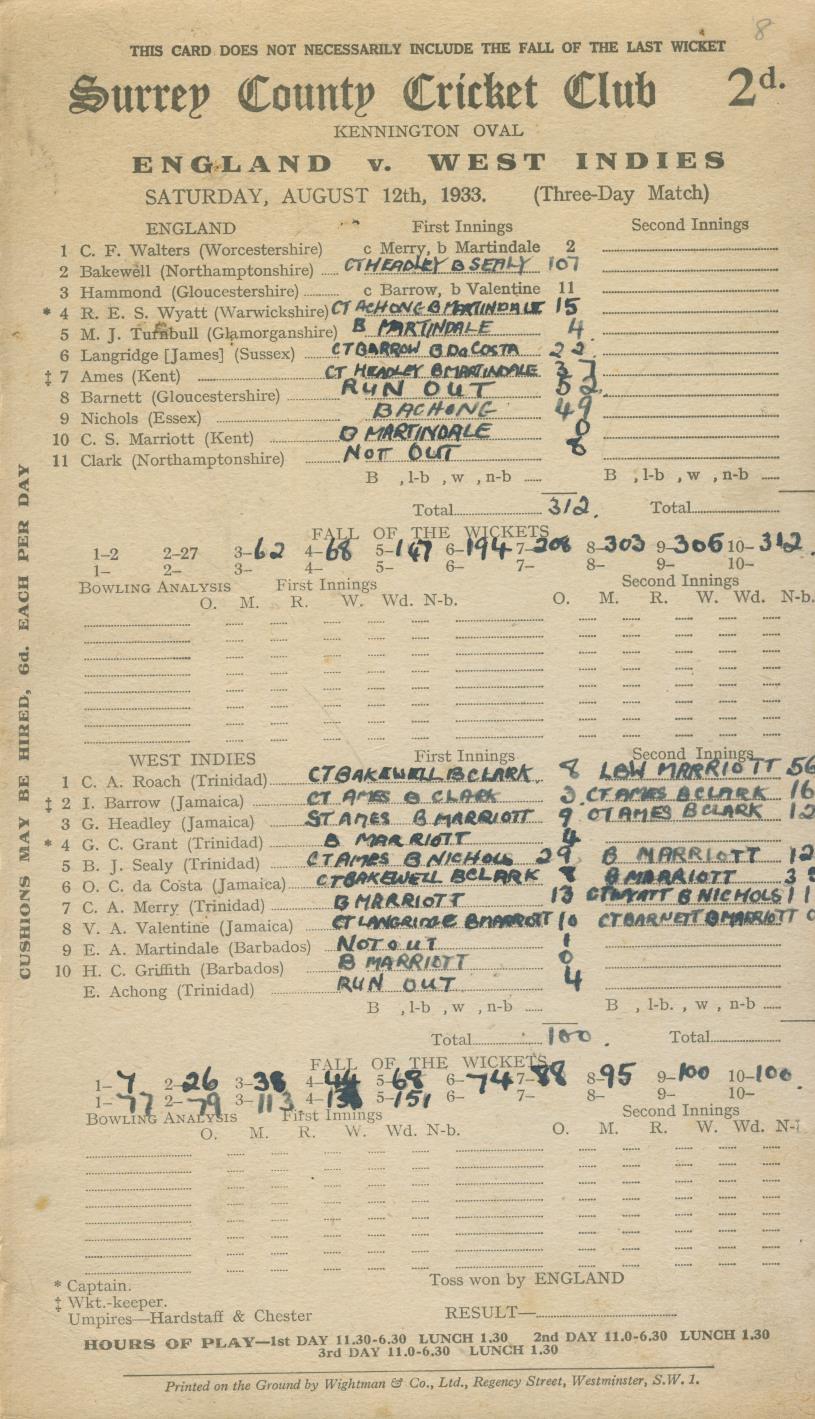 8
THIS CARD DOES NOT NECESSARILY INCLUDE THE FALL OF THE LAST WICKET
Surrey County Cricket Club 2d.
KENNINGTON OVAL
ENGLAND v. WEST INDIES
SATURDAY, AUGUST 12th, 1933. (Three-Day Match)
ENGLAND First Innings Second Innings
1 C. F. Walters (Worcestershire) c Merry, b Martindale 2
2 Bakewell (Northamptonshire) CT HEADLEY B SEALY 107
3 Hammond (Gloucestershire) c Barrow, b Valentine 11
* 4 R. E. S. Wyatt (Warwickshire) CT ACHONG B MARTINDALE 15
5 M. J. Turnbull (Glamorganshire) B MARTINDALE 4
6 Langridge [James] (Sussex) CT BARROW B DaCOSTA 22
‡ 7 Ames (Kent) CT HEADLEY B MARTINDALE 37
8 Barnett (Gloucestershire) RUN OUT 52
9 Nichols (Essex) B ACHONG 49
10 C. S. Marriott (Kent) B MARTINDALE 0
11 Clark (Northamptonshire) NOT OUT 8
B , l-b , w , n-b ...... B , l-b , w , n-b ......
Total 312. Total
FALL OF THE WICKETS
1-2 2-27 3-62 4-68 5-147 6-194 7-208 8-303 9-305 10-312.
1- 2- 3- 4- 5- 6- 7- 8- 9- 10-
BOWLING ANALYSIS First Innings Second Innings
O. M. R. W. Wd. N-b. O. M. R. W. Wd. N-b.
WEST INDIES First Innings Second Innings
1 C. A. Roach (Trinidad) CT BAKEWELL B CLARK 8 LBW MARRIOTT 56
‡ 2 I. Barrow (Jamaica) CT AMES B CLARK 3 CT AMES B CLARK 16
3 G. Headley (Jamaica) ST AMES B MARRIOTT 9 CT AMES B CLARK 12
* 4 G. C. Grant (Trinidad) B MARRIOTT 4
5 B. J. Sealy (Trinidad) CT AMES B NICHOLS 29 B MARRIOTT 12
6 O. C. da Costa (Jamaica) CT BAKEWELL B CLARK 8 B MARRIOTT 3
7 C. A. Merry (Trinidad) B MARRIOTT 13 CT WYATT B NICHOLS 11
8 V. A. Valentine (Jamaica) CT LANGRIDGE B MARRIOTT 10 CT BARNETT B MARRIOTT 0
9 E. A. Martindale (Barbados) NOT OUT 1
10 H. C. Griffith (Barbados) B MARRIOTT 0
E. Achong (Trinidad) RUN OUT 4
B , l-b , w , n-b ...... B , l-b. , w , n-b ......
Total 100. Total
FALL OF THE WICKETS
1-7 2-26 3-38 4-44 5-68 6-74 7-88 8-95 9-100 10-100.
1-77 2-79 3-113 4-138 5-151 6- 7- 8- 9- 10-
BOWLING ANALYSIS First Innings Second Innings
O. M. R. W. Wd. N-b. O. M. R. W. Wd.
* Captain. Toss won by ENGLAND
‡ Wkt.-keeper.
Umpires—Hardstaff & Chester RESULT—
HOURS OF PLAY—1st DAY 11.30-6.30 LUNCH 1.30 2nd DAY 11.0-6.30 LUNCH 1.30
3rd DAY 11.0-6.30 LUNCH 1.30
Printed on the Ground by Wightman & Co., Ltd., Regency Street, Westminster, S.W. 1.
CUSHIONS MAY BE HIRED, 6d. EACH PER DAY